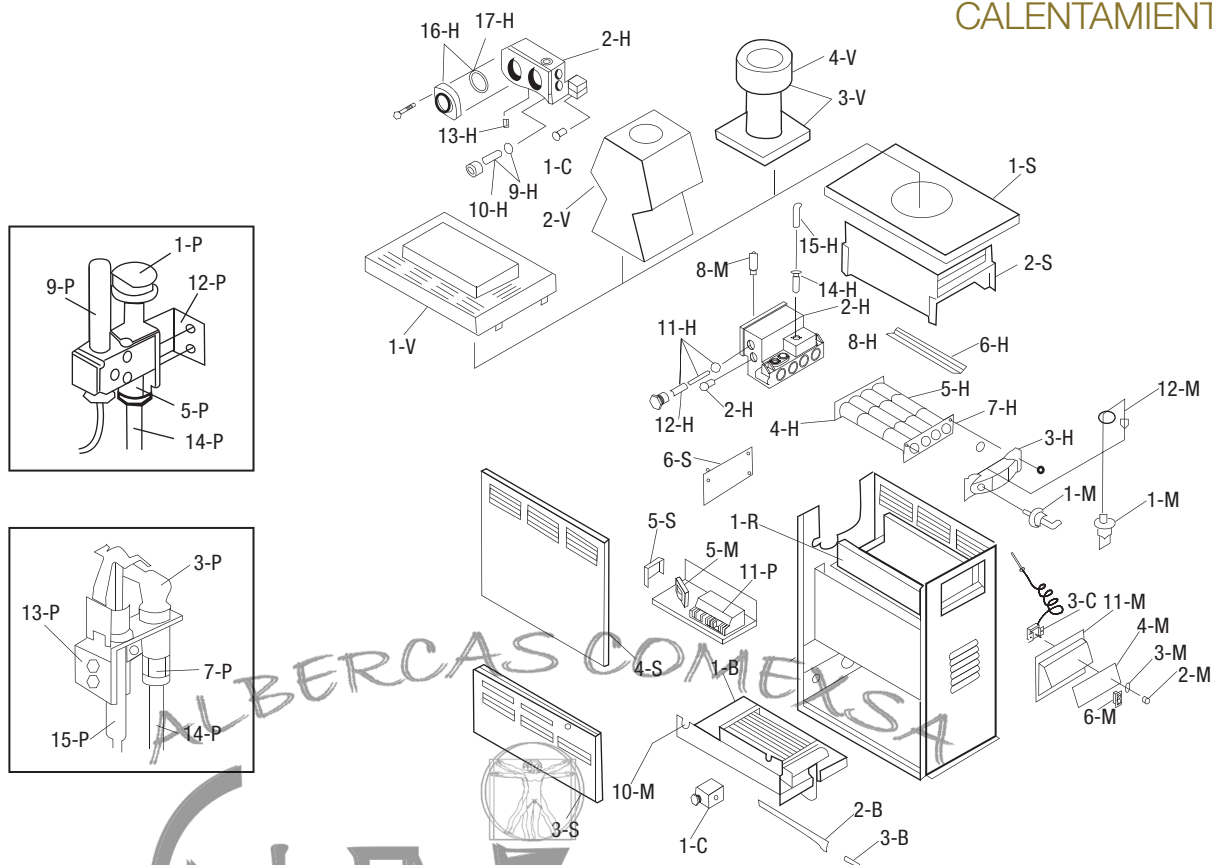 CALENTAMIENT
16-H
17-H
2-H
4-V
3-V
13-H
1-C
9-H
10-H
2-V
1-S
15-H
8-M
14-H
2-H
2-S
1-V
11-H
8-H
6-H
2-H
12-H
5-H
7-H
4-H
12-M
3-H
6-S
1-M
1-M
1-R
5-S
5-M
11-P
3-C
11-M
4-M
3-M
2-M
6-M
4-S
1-B
10-M
3-S
1-C
2-B
3-B
1-P
9-P
12-P
5-P
14-P
3-P
13-P
7-P
15-P
14-P
ALBERCAS COMEXSA